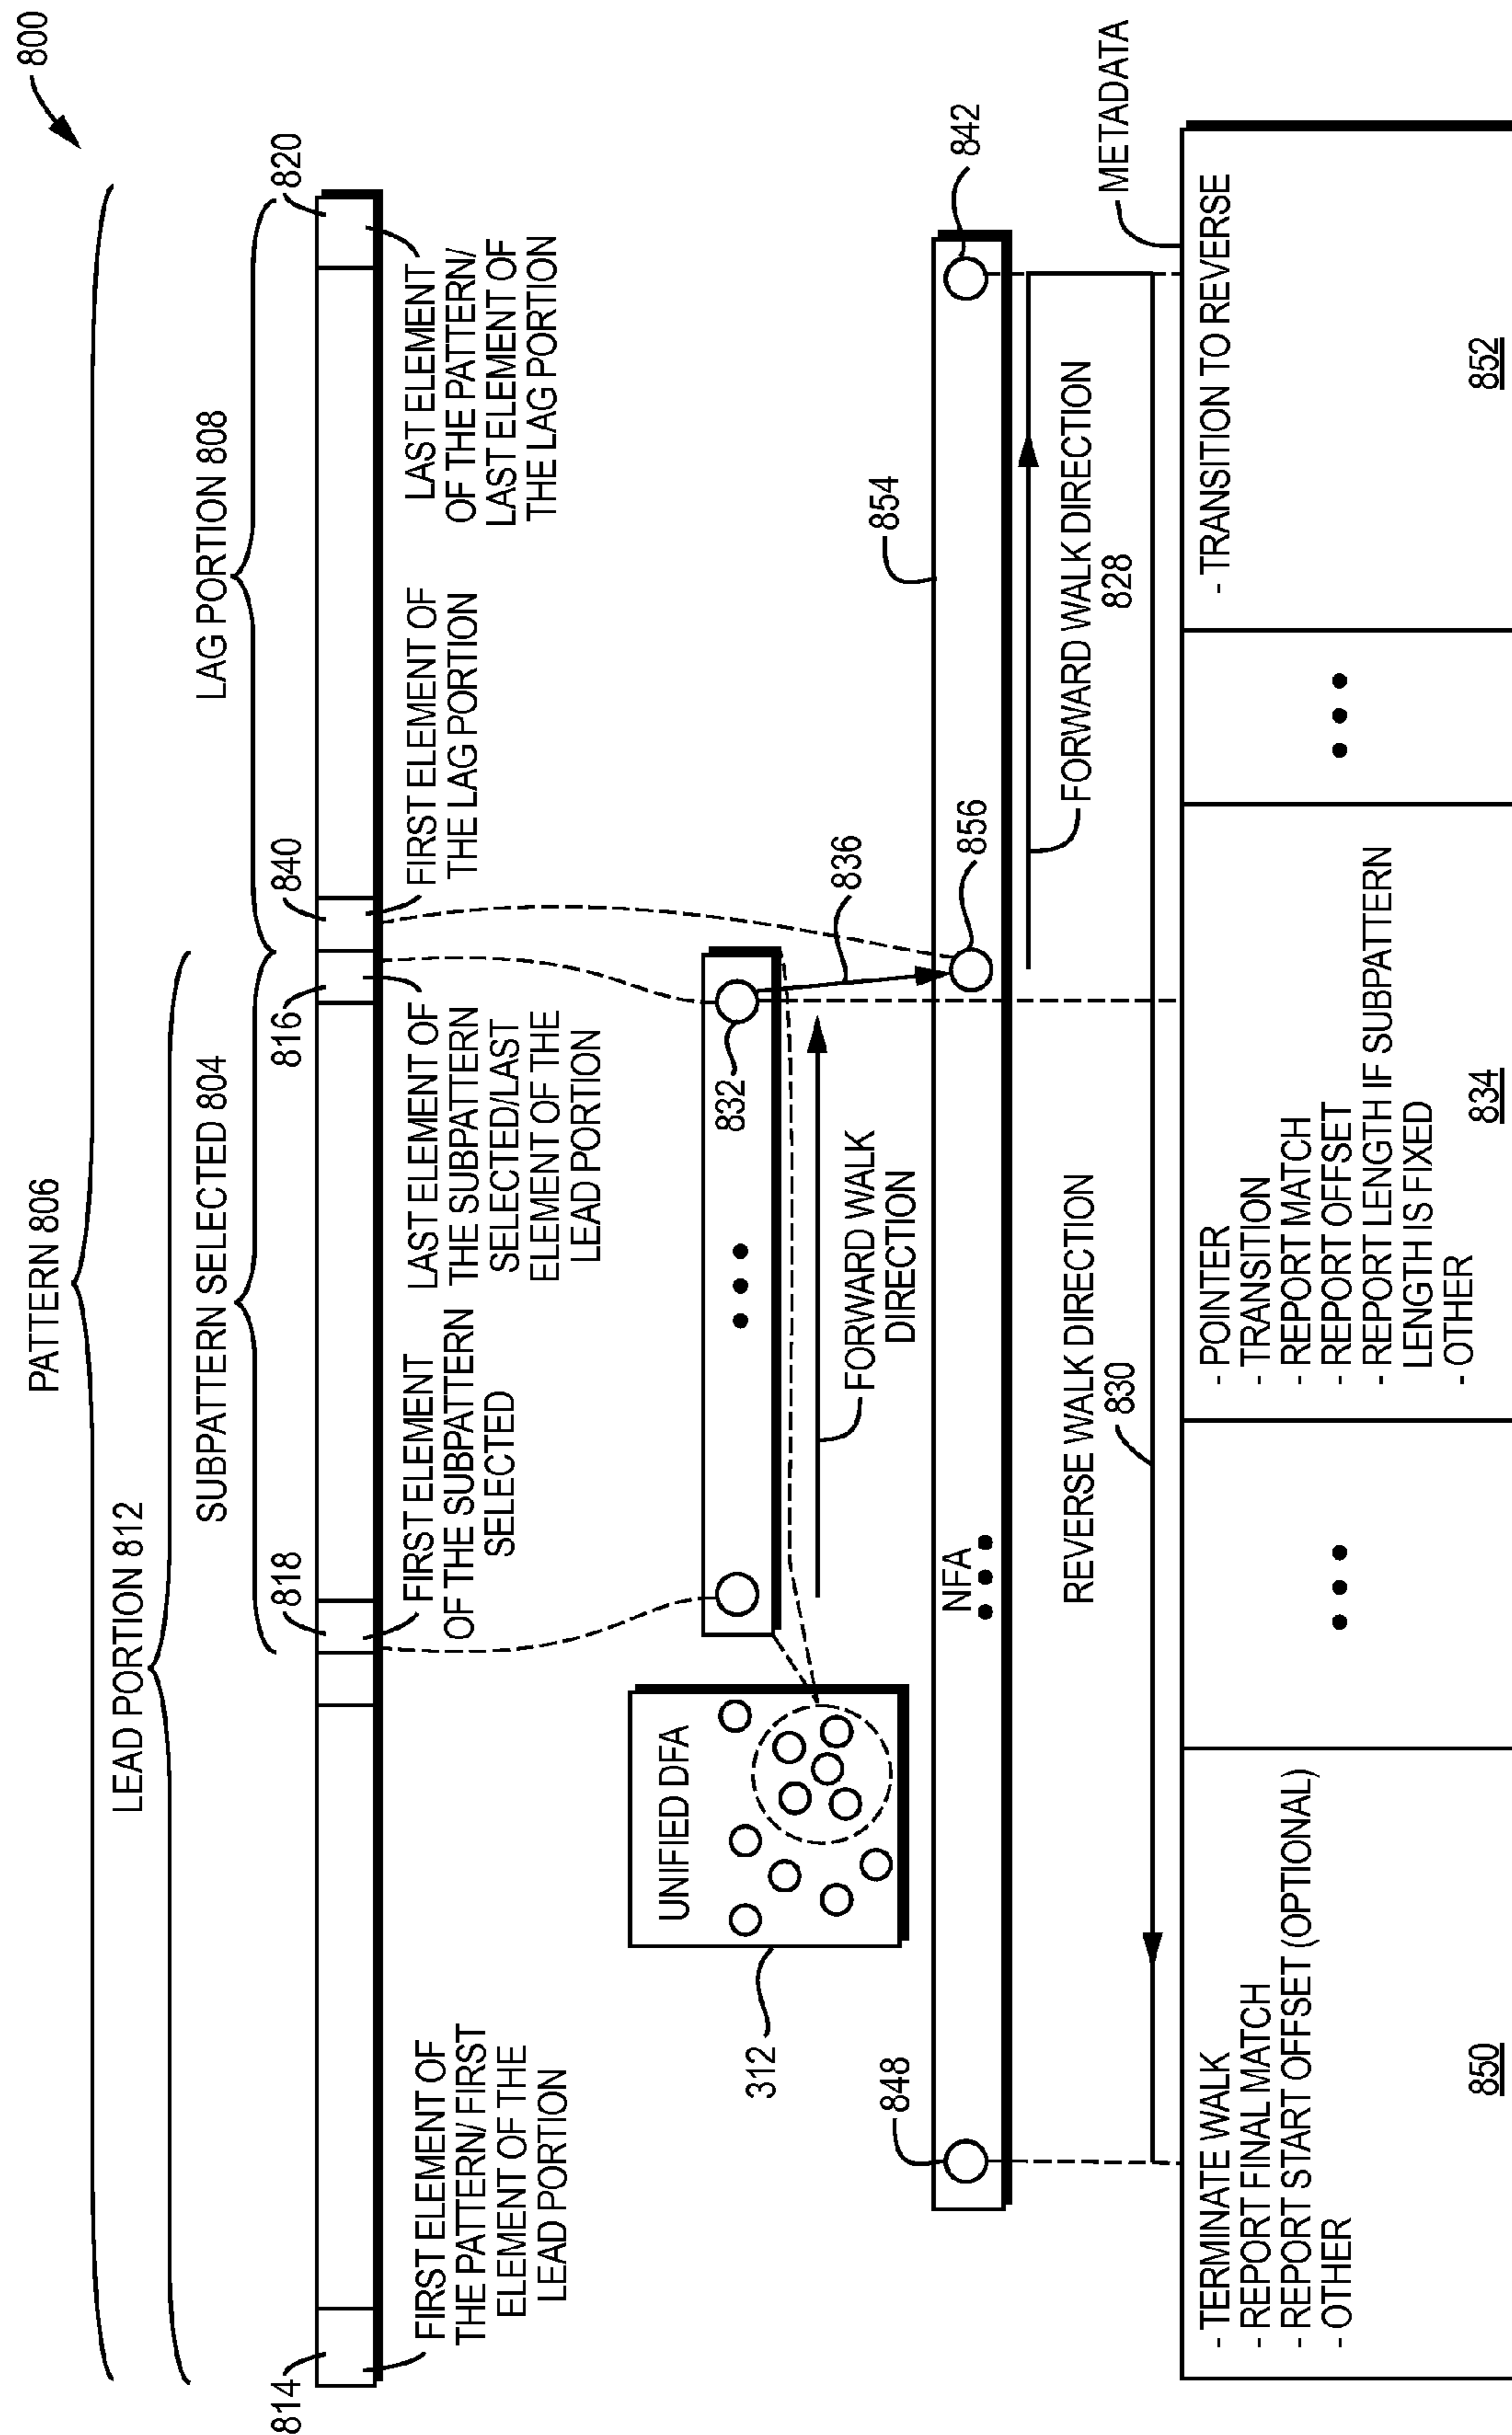 800
PATTERN 806
LEAD PORTION 812
LAG PORTION 808
SUBPATTERN SELECTED 804
814
818
816
840
820
FIRST ELEMENT OF
THE PATTERN/FIRST
ELEMENT OF THE
LEAD PORTION
FIRST ELEMENT
OF THE SUBPATTERN
SELECTED
LAST ELEMENT OF
THE SUBPATTERN
SELECTED/LAST
ELEMENT OF THE
LEAD PORTION
FIRST ELEMENT OF
THE LAG PORTION
LAST ELEMENT
OF THE PATTERN/
LAST ELEMENT OF
THE LAG PORTION
UNIFIED DFA
312
832
836
FORWARD WALK
DIRECTION
848
NFA
856
854
842
FORWARD WALK DIRECTION
828
REVERSE WALK DIRECTION
830
METADATA
- TERMINATE WALK
- REPORT FINAL MATCH
- REPORT START OFFSET (OPTIONAL)
- OTHER
850
- POINTER
- TRANSITION
- REPORT MATCH
- REPORT OFFSET
- REPORT LENGTH IF SUBPATTERN
LENGTH IS FIXED
- OTHER
834
- TRANSITION TO REVERSE
852